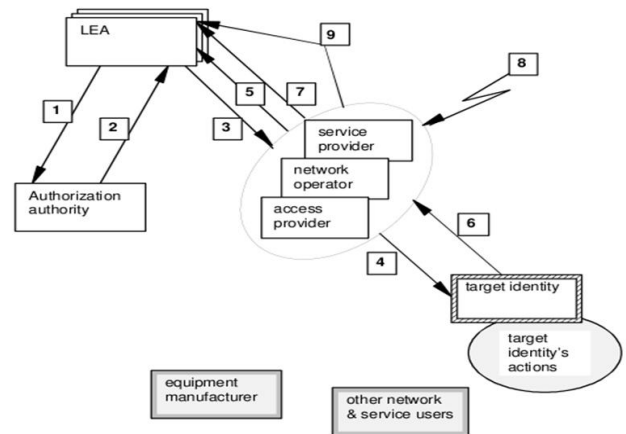 LEA
9
8
1
2
3
5
7
service
provider
network
operator
access
provider
Authorization
authority
6
4
target identity
target
identity's
actions
equipment
manufacturer
other network
& service users